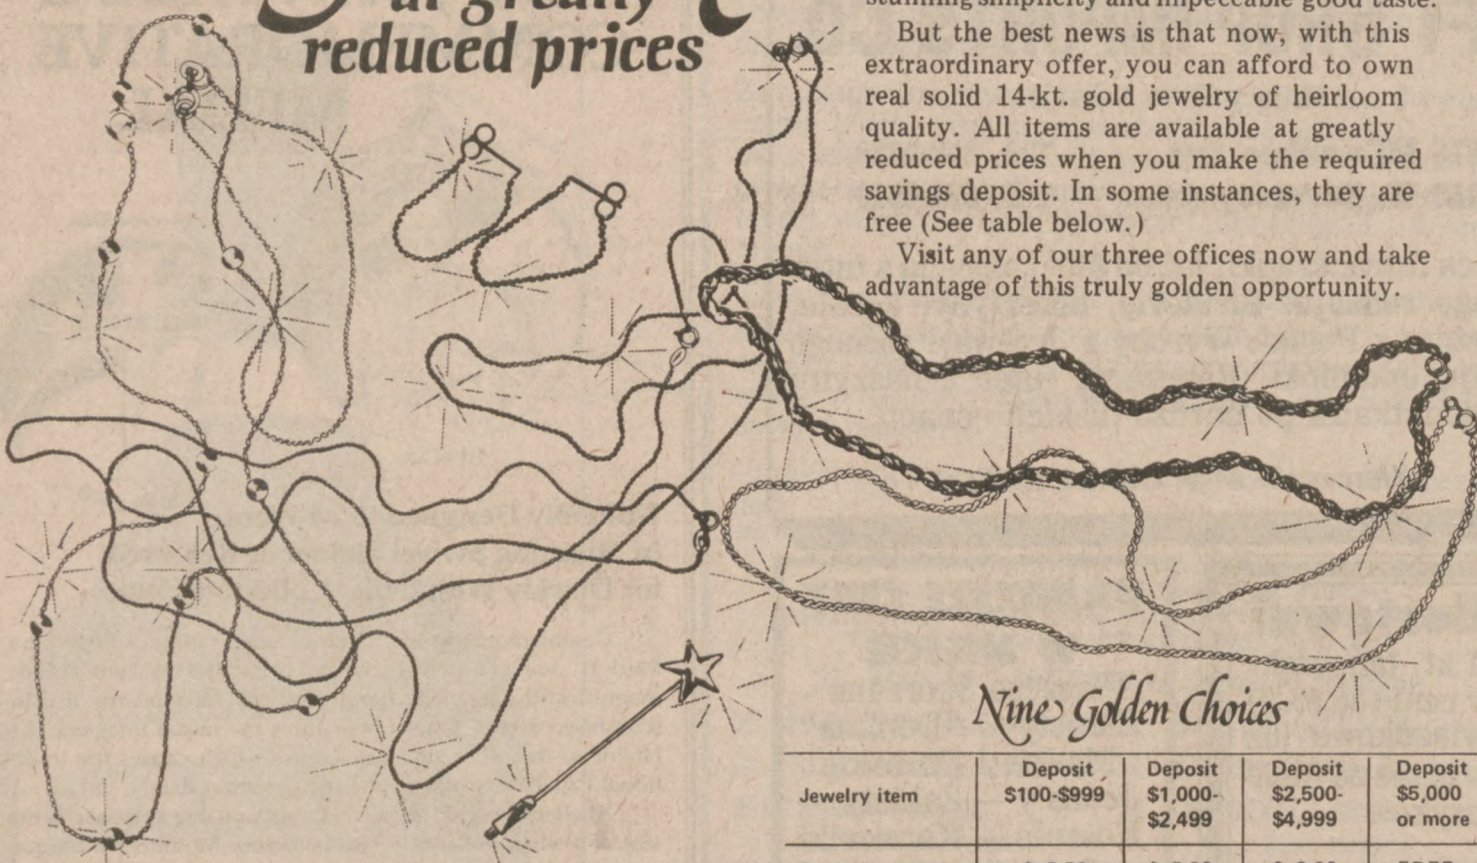 at greatly
reduced prices
stunning simplicity and impeccable good taste.
But the best news is that now, with this
extraordinary offer, you can afford to own
real solid 14-kt. gold jewelry of heirloom
quality. All items are available at greatly
reduced prices when you make the required
savings deposit. In some instances, they are
free (See table below.)
Visit any of our three offices now and take
advantage of this truly golden opportunity.
Nine Golden Choices
Jewelry item
Deposit
$100-$999
Deposit
$1,000-
$2,499
Deposit
$2,500-
$4,999
Deposit
$5,000
or more